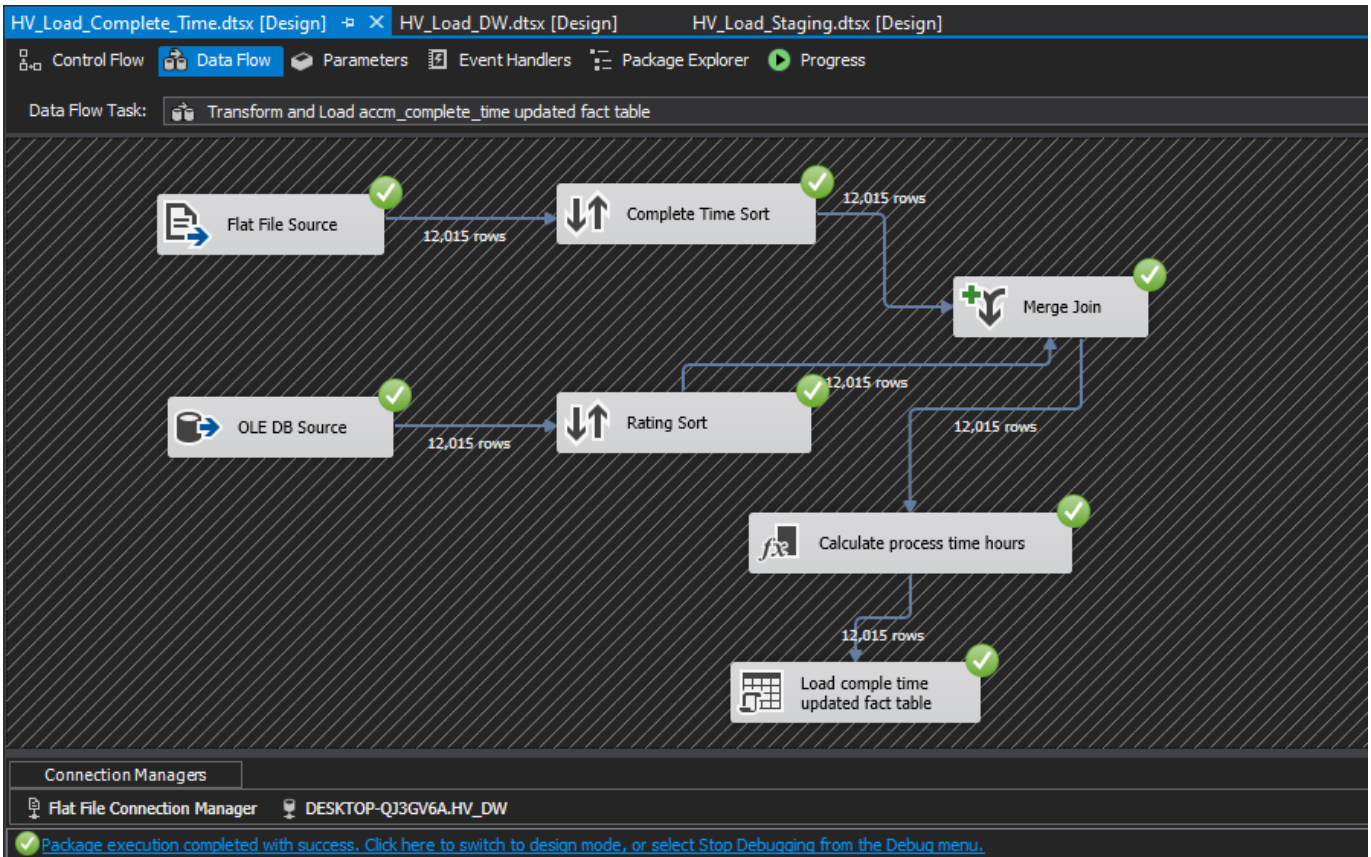 HV_Load_Complete_Time.dtsx [Design] HV_Load_DW.dtsx [Design] HV_Load_Staging.dtsx [Design]
Control Flow Data Flow Parameters Event Handlers Package Explorer Progress
Data Flow Task: Transform and Load accm_complete_time updated fact table
Flat File Source
12,015 rows
Complete Time Sort
12,015 rows
Merge Join
OLE DB Source
12,015 rows
Rating Sort
12,015 rows
12,015 rows
fx
Calculate process time hours
12,015 rows
Load comple time
updated fact table
Connection Managers
Flat File Connection Manager DESKTOP-QJ3GV6A.HV_DW
Package execution completed with success. Click here to switch to design mode, or select Stop Debugging from the Debug menu.